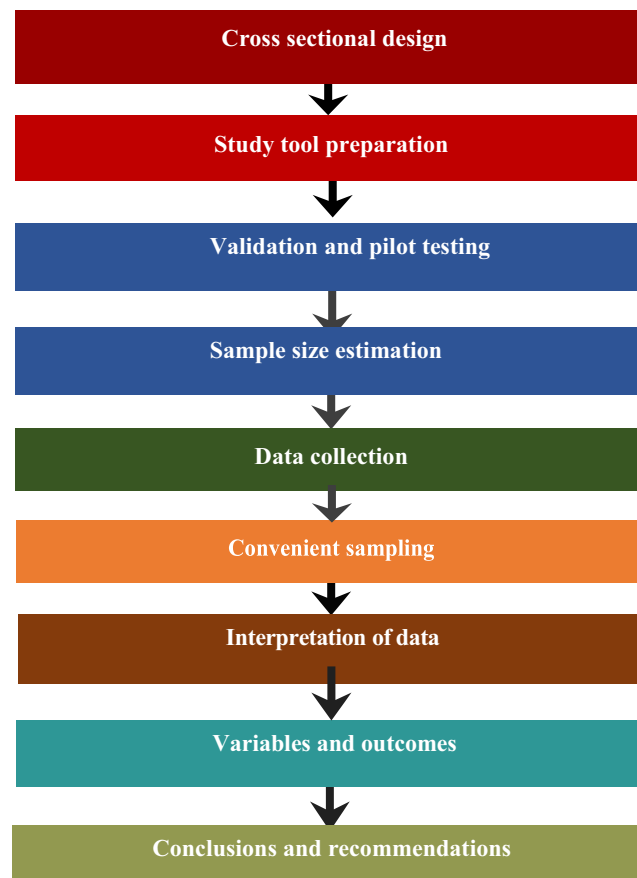 Cross sectional design
Study tool preparation
Validation and pilot testing
Sample size estimation
Data collection
Convenient sampling
Interpretation of data
Variables and outcomes
Conclusions and recommendations